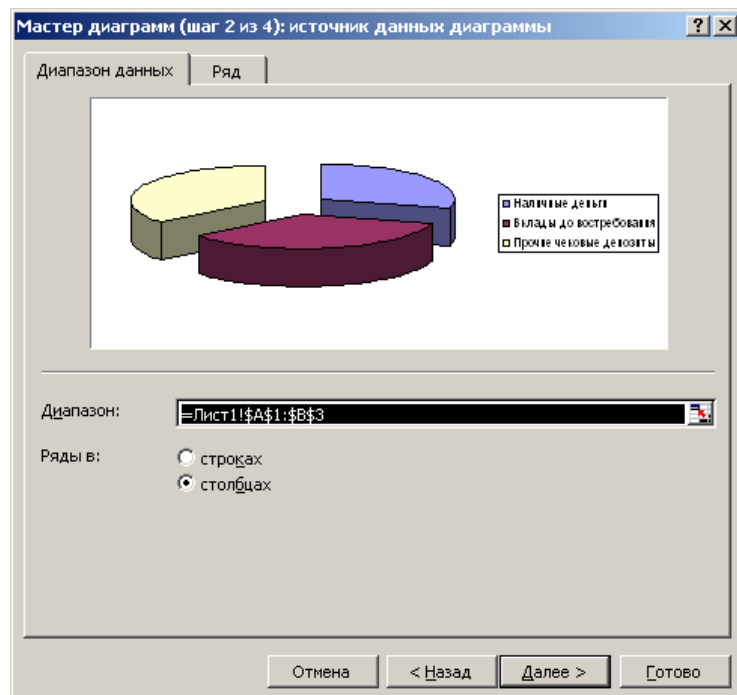 Мастер диаграмм (шаг 2 из 4): источник данных диаграммы
Диапазон данных
Ряд
Наличные деньги
Вклады до востребования
Прочие чековые депозиты
Диапазон:
=Лист1!$A$1:$B$3
Ряды в:
строках
столбцах
Отмена
< Назад
Далее >
Готово